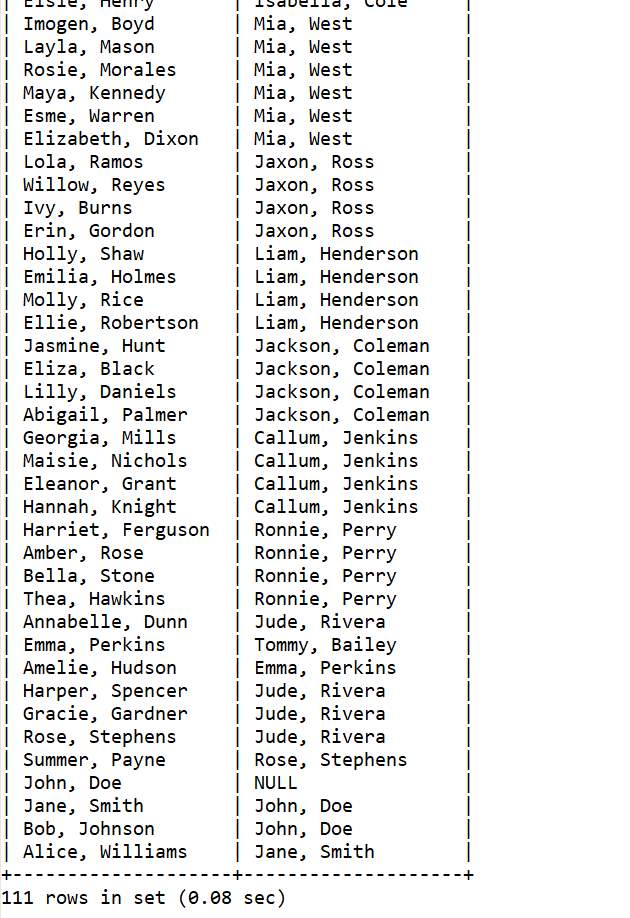 | Elsie, Henry | Isabella, Cole |
| Imogen, Boyd | Mia, West |
| Layla, Mason | Mia, West |
| Rosie, Morales | Mia, West |
| Maya, Kennedy | Mia, West |
| Esme, Warren | Mia, West |
| Elizabeth, Dixon | Mia, West |
| Lola, Ramos | Jaxon, Ross |
| Willow, Reyes | Jaxon, Ross |
| Ivy, Burns | Jaxon, Ross |
| Erin, Gordon | Jaxon, Ross |
| Holly, Shaw | Liam, Henderson |
| Emilia, Holmes | Liam, Henderson |
| Molly, Rice | Liam, Henderson |
| Ellie, Robertson | Liam, Henderson |
| Jasmine, Hunt | Jackson, Coleman |
| Eliza, Black | Jackson, Coleman |
| Lilly, Daniels | Jackson, Coleman |
| Abigail, Palmer | Jackson, Coleman |
| Georgia, Mills | Callum, Jenkins |
| Maisie, Nichols | Callum, Jenkins |
| Eleanor, Grant | Callum, Jenkins |
| Hannah, Knight | Callum, Jenkins |
| Harriet, Ferguson | Ronnie, Perry |
| Amber, Rose | Ronnie, Perry |
| Bella, Stone | Ronnie, Perry |
| Thea, Hawkins | Ronnie, Perry |
| Annabelle, Dunn | Jude, Rivera |
| Emma, Perkins | Tommy, Bailey |
| Amelie, Hudson | Emma, Perkins |
| Harper, Spencer | Jude, Rivera |
| Gracie, Gardner | Jude, Rivera |
| Rose, Stephens | Jude, Rivera |
| Summer, Payne | Rose, Stephens |
| John, Doe | NULL |
| Jane, Smith | John, Doe |
| Bob, Johnson | John, Doe |
| Alice, Williams | Jane, Smith |
+--------------------+--------------------+
111 rows in set (0.08 sec)